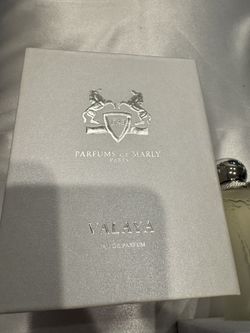 PARFUMS de MARLY
PARIS
VALAYA
EAU DE PARFUM